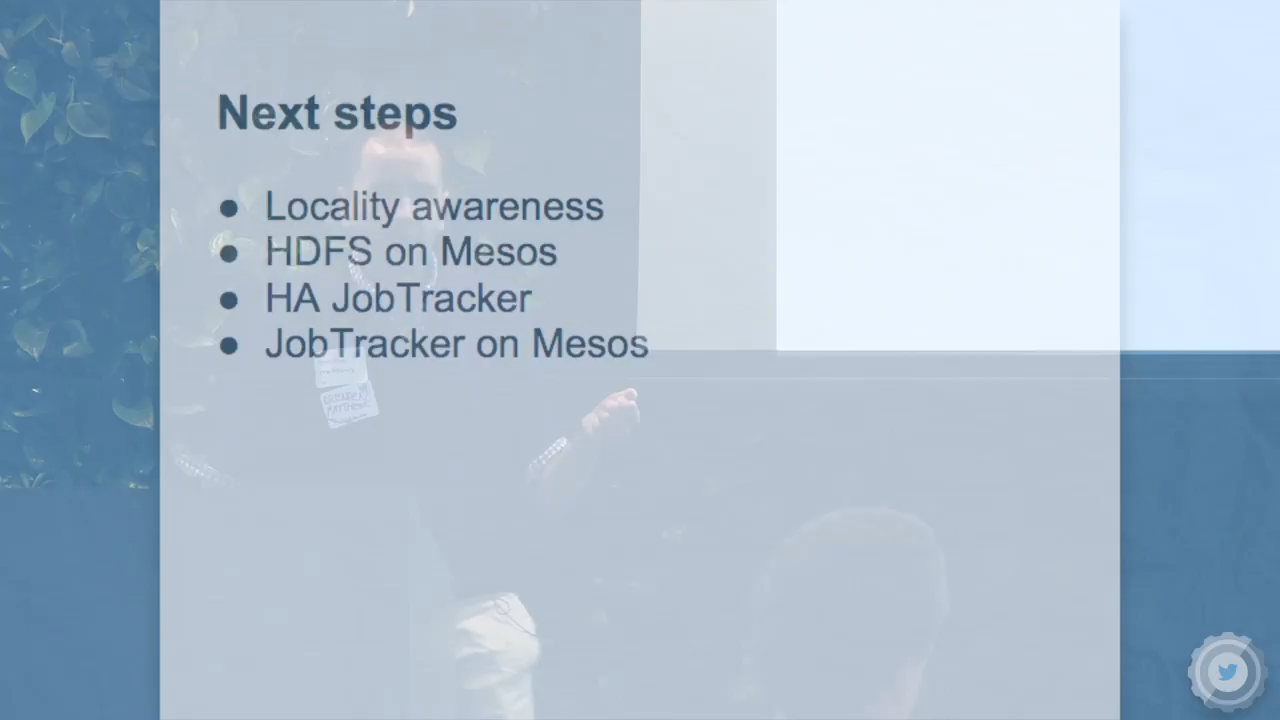 Next steps
● Locality awareness
● HDFS on Mesos
● HA JobTracker
● JobTracker on Mesos